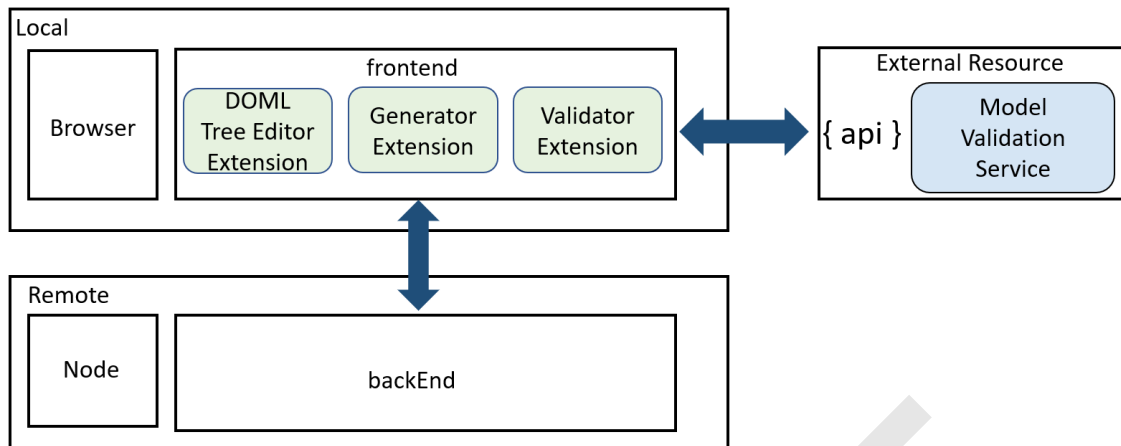 Local
Browser
frontend
DOML
Tree Editor
Extension
Generator
Extension
Validator
Extension
External Resource
{ api }
Model
Validation
Service
Remote
Node
backEnd